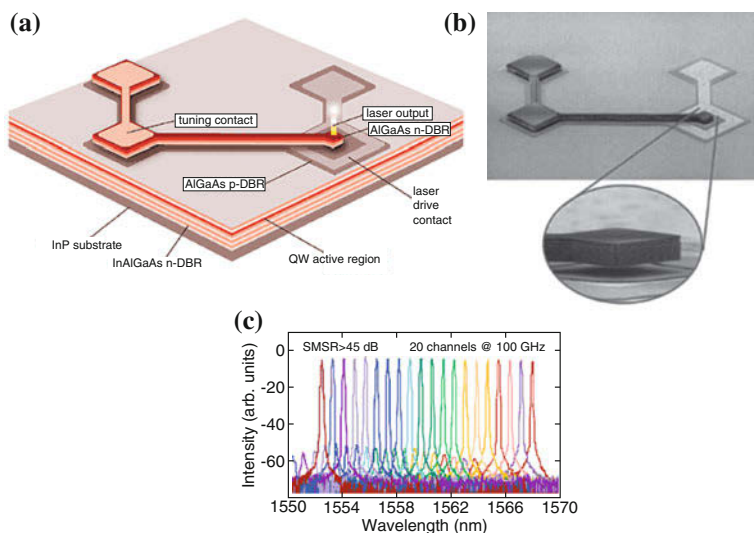 (a)
tuning contact
laser output
AlGaAs n-DBR
AlGaAs p-DBR
laser
drive
contact
InP substrate
InAlGaAs n-DBR
QW active region
(b)
(c)
SMSR>45 dB 20 channels @ 100 GHz
Intensity (arb. units)
0
-20
-40
-60
1550 1554 1558 1562 1566 1570
Wavelength (nm)